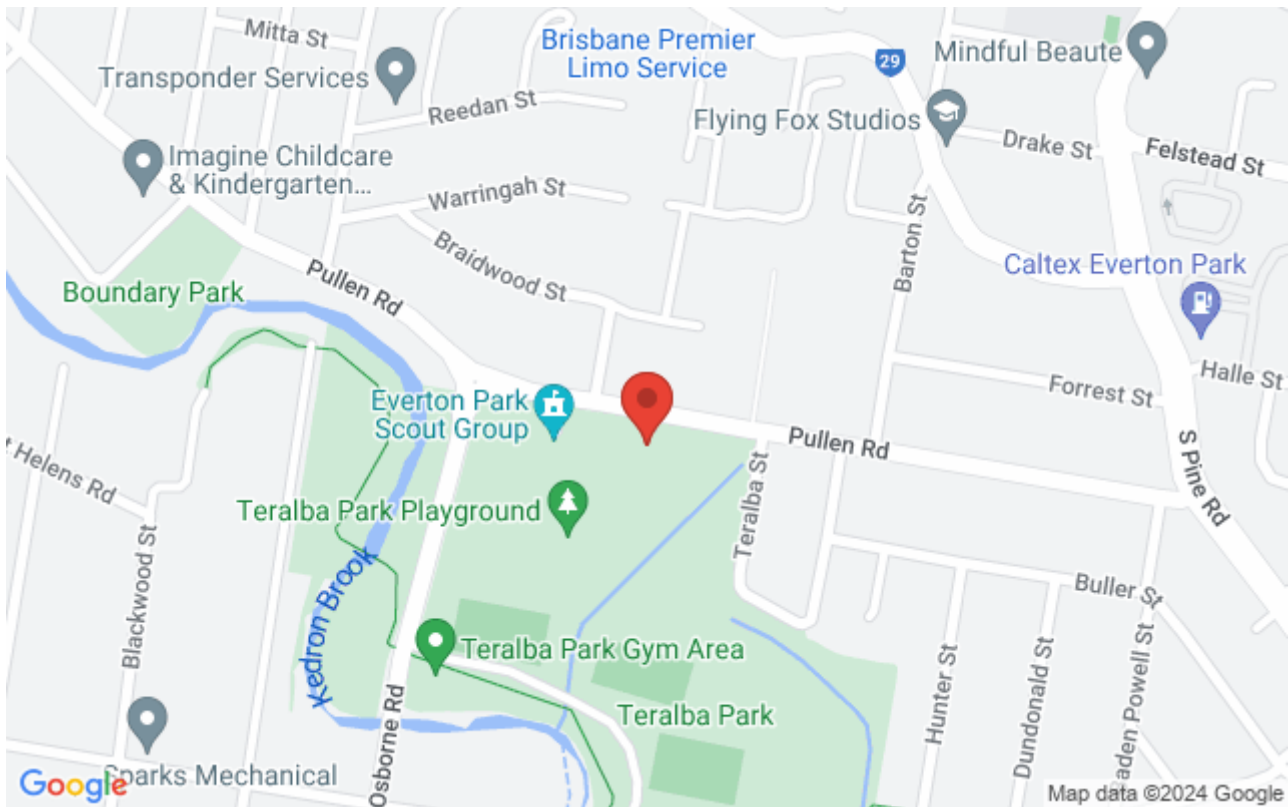 Mitta St
Transponder Services
Reedan St
Brisbane Premier
Limo Service
29
Mindful Beaute
Flying Fox Studios
Drake St
Felstead St
Imagine Childcare
& Kindergarten...
Warringah St
Braidwood St
Barton St
Pullen Rd
Boundary Park
Caltex Everton Park
Halle St
Forrest St
Everton Park
Scout Group
Pullen Rd
S Pine Rd
Helens Rd
Teralba Park Playground
Teralba St
Blackwood St
Kedron Brook
Buller St
Teralba Park Gym Area
Hunter St
Dundonald St
Baden Powell St
Teralba Park
Osborne Rd
Sparks Mechanical
Google
Map data ©2024 Google